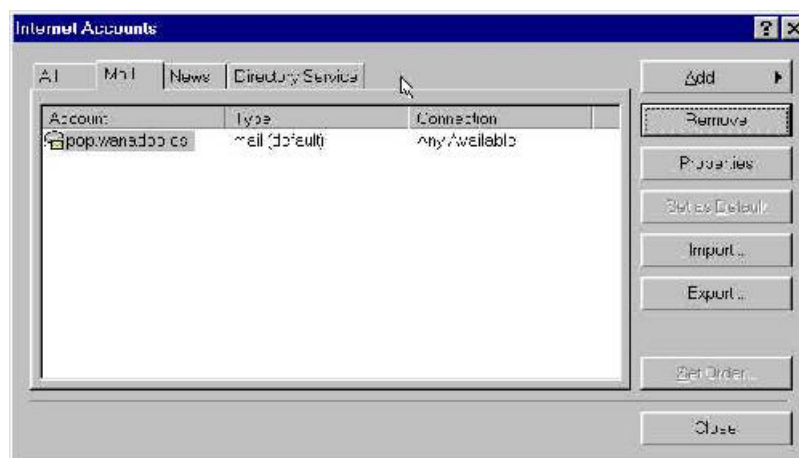 Internet Accounts
All
Mail
News
Directory Service
Add
Account
Type
Connection
Remove
pop.wanadoo.es
mail (default)
Any Available
Properties
Set as Default
Import...
Export...
Set Order...
Close